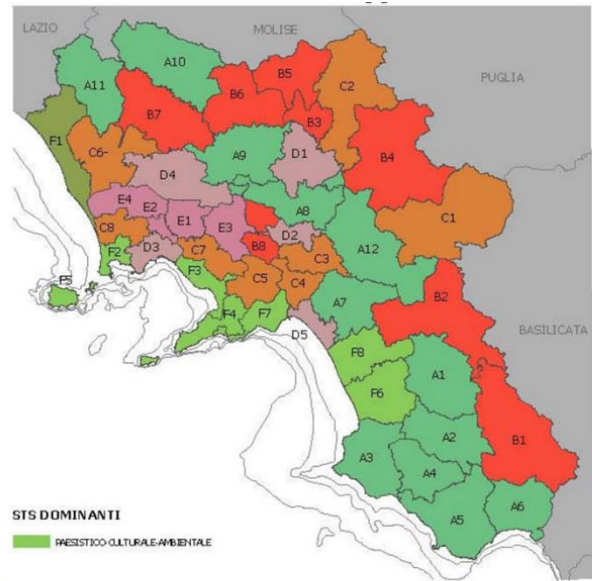 LAZIO
MOLISE
PUGLIA
BASILICATA
A11
A10
B7
B6
B5
B3
C2
B4
F1
C6-
D4
A9
D1
C1
E4
E2
E1
E3
A8
D2
A12
C8
F2
D3
C7
B8
C3
F3
C5
C4
F5
F4
F7
A7
B2
D5
F8
A1
F6
A2
B1
A3
A4
A5
A6
STS DOMINANTI
PAESISTICO-CULTURALE-AMBIENTALE